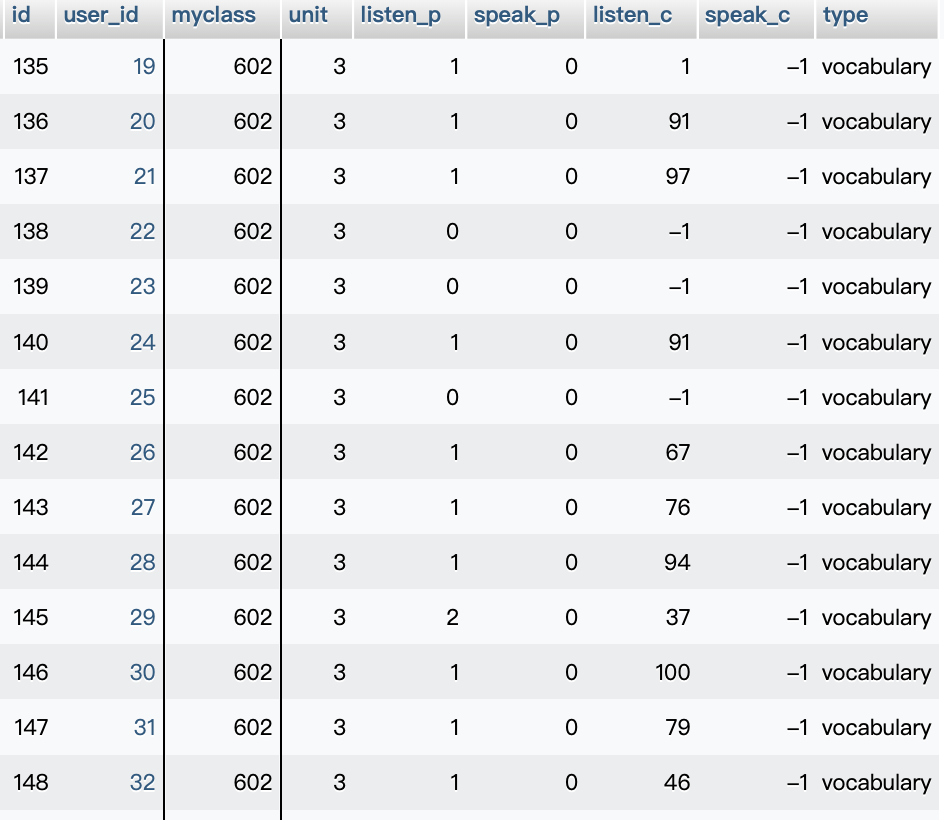 id user_id myclass unit listen_p speak_p listen_c speak_c type
135 19 602 3 1 0 1 –1 vocabulary
136 20 602 3 1 0 91 –1 vocabulary
137 21 602 3 1 0 97 –1 vocabulary
138 22 602 3 0 0 –1 –1 vocabulary
139 23 602 3 0 0 –1 –1 vocabulary
140 24 602 3 1 0 91 –1 vocabulary
141 25 602 3 0 0 –1 –1 vocabulary
142 26 602 3 1 0 67 –1 vocabulary
143 27 602 3 1 0 76 –1 vocabulary
144 28 602 3 1 0 94 –1 vocabulary
145 29 602 3 2 0 37 –1 vocabulary
146 30 602 3 1 0 100 –1 vocabulary
147 31 602 3 1 0 79 –1 vocabulary
148 32 602 3 1 0 46 –1 vocabulary